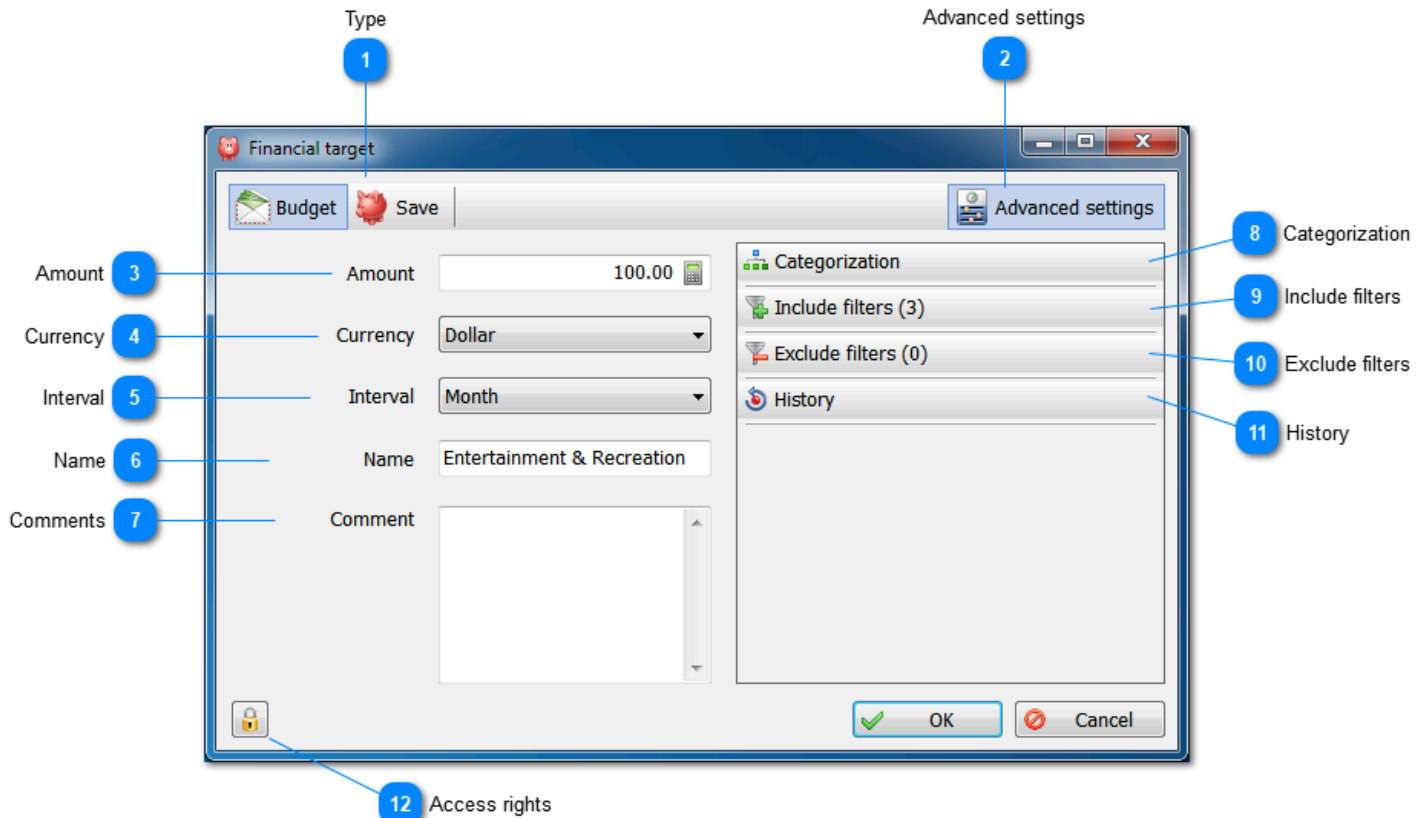 Type
Advanced settings
1
2
Financial target
Budget
Save
Advanced settings
8 Categorization
Amount 3
Amount
100.00
Categorization
9 Include filters
Include filters (3)
Currency 4
Currency
Dollar
Exclude filters (0)
10 Exclude filters
Interval 5
Interval
Month
History
11 History
Name 6
Name
Entertainment & Recreation
Comments 7
Comment
OK
Cancel
12 Access rights